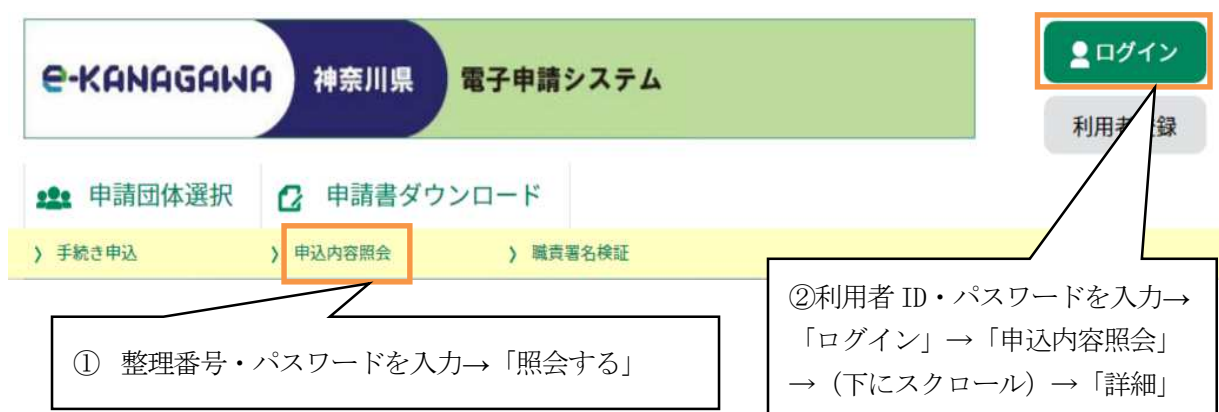 e-KANAGAWA 神奈川県 電子申請システム
ログイン
利用者登録
申請団体選択 申請書ダウンロード
手続き申込 申込内容照会 職責署名検証
① 整理番号・パスワードを入力→「照会する」
②利用者 ID・パスワードを入力→
「ログイン」→「申込内容照会」
→（下にスクロール）→「詳細」